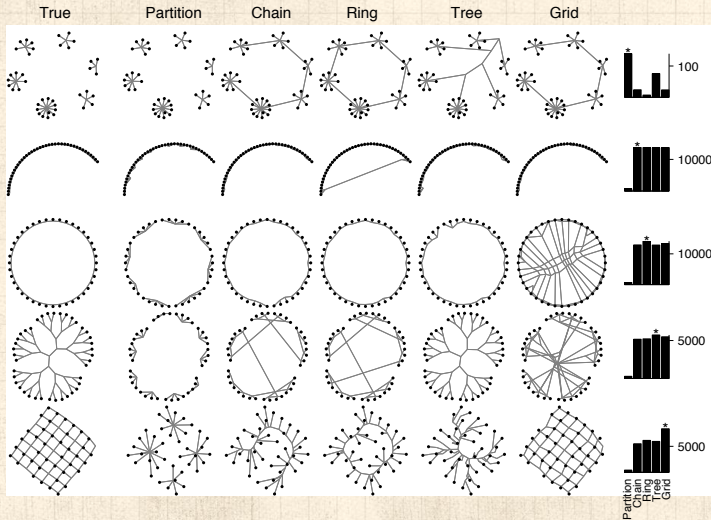 True Partition Chain Ring Tree Grid
* 100
* 10000
* 10000
* 5000
* 5000
Partition
Chain
Ring
Tree
Grid